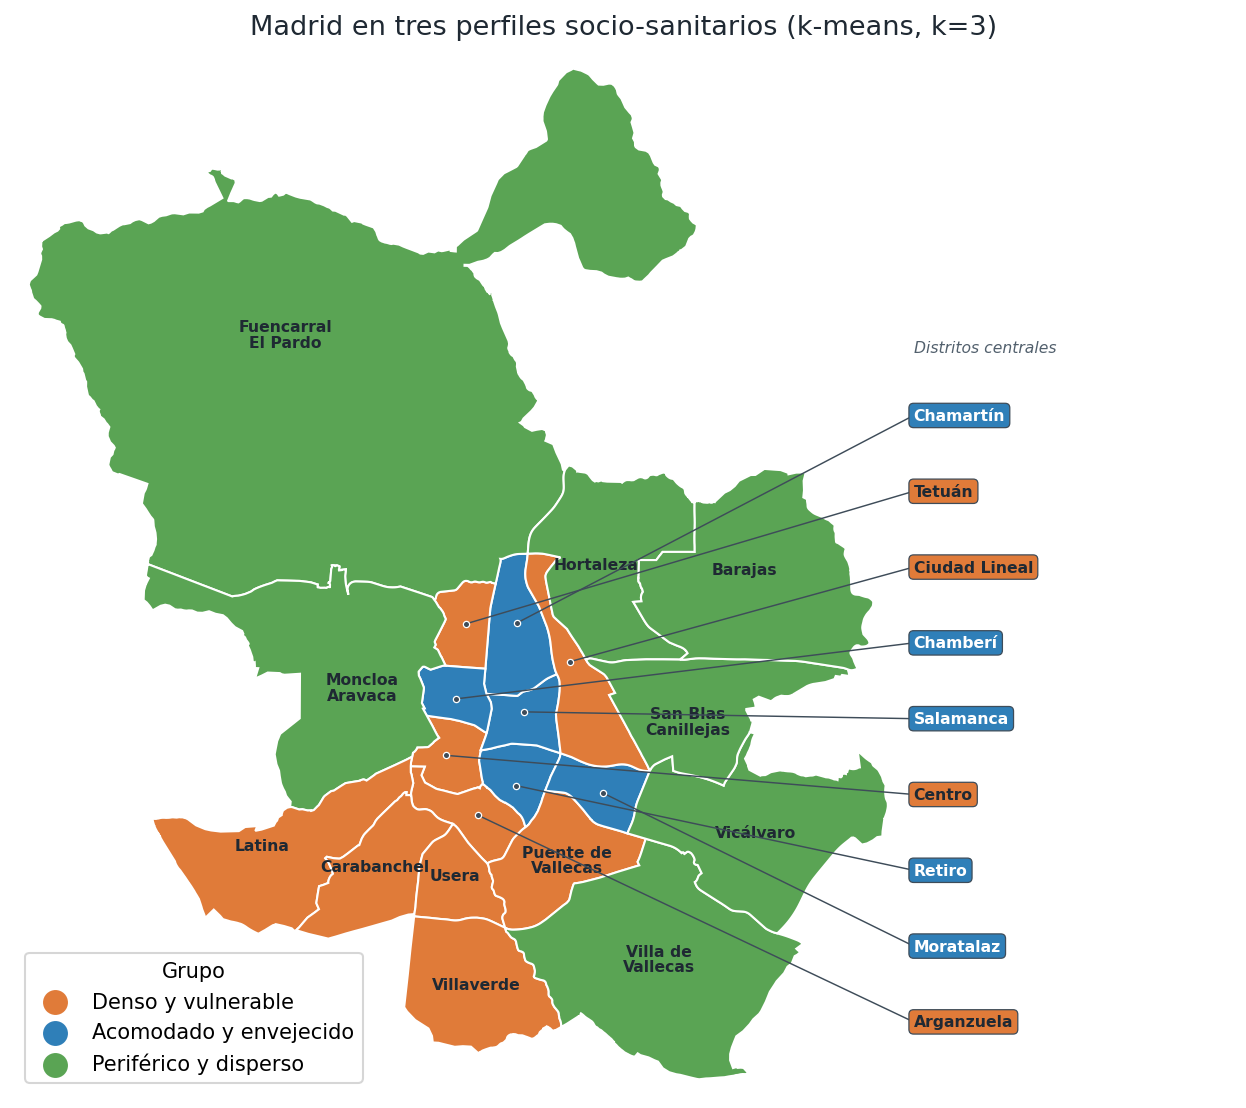 Madrid en tres perfiles socio-sanitarios (k-means, k=3)
Fuencarral
El Pardo
Distritos centrales
Chamartín
Tetuán
Hortaleza
Barajas
Ciudad Lineal
Chamberí
Moncloa
Aravaca
San Blas
Canillejas
Salamanca
Centro
Vicálvaro
Latina
Carabanchel
Usera
Puente de
Vallecas
Retiro
Villa de
Vallecas
Moratalaz
Villaverde
Arganzuela
Grupo
Denso y vulnerable
Acomodado y envejecido
Periférico y disperso